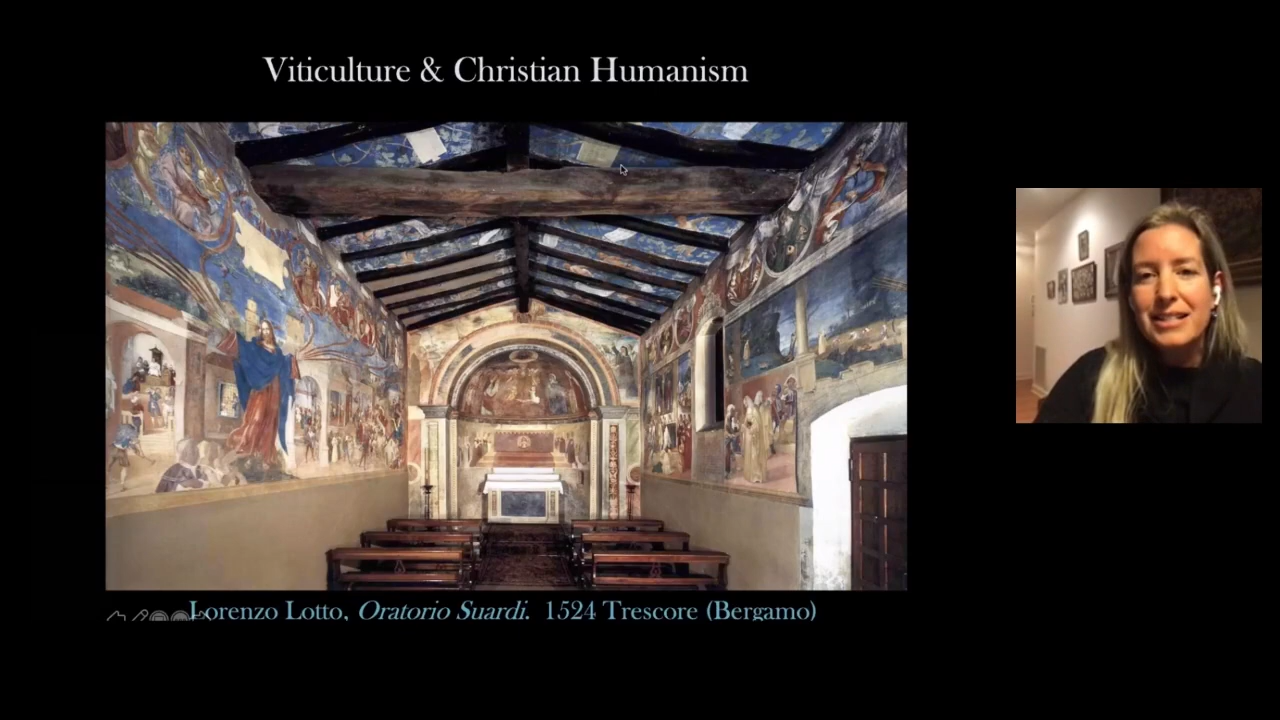 Viticulture & Christian Humanism
Lorenzo Lotto, Oratorio Suardi. 1524 Trescore (Bergamo)